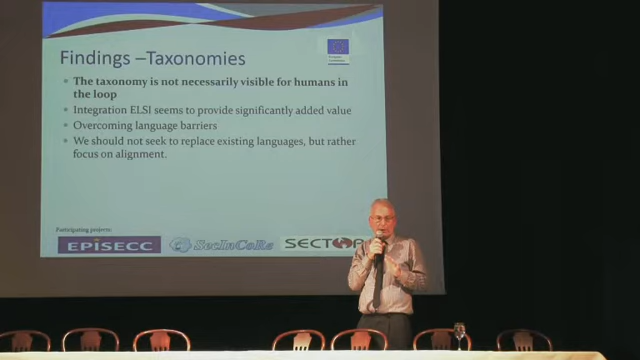 Findings –Taxonomies
• The taxonomy is not necessarily visible for humans in
the loop
• Integration ELSI seems to provide significantly added value
• Overcoming language barriers
• We should not seek to replace existing languages, but rather
focus on alignment.
Participating projects:
EPISECC SecInCoRe SECTOR